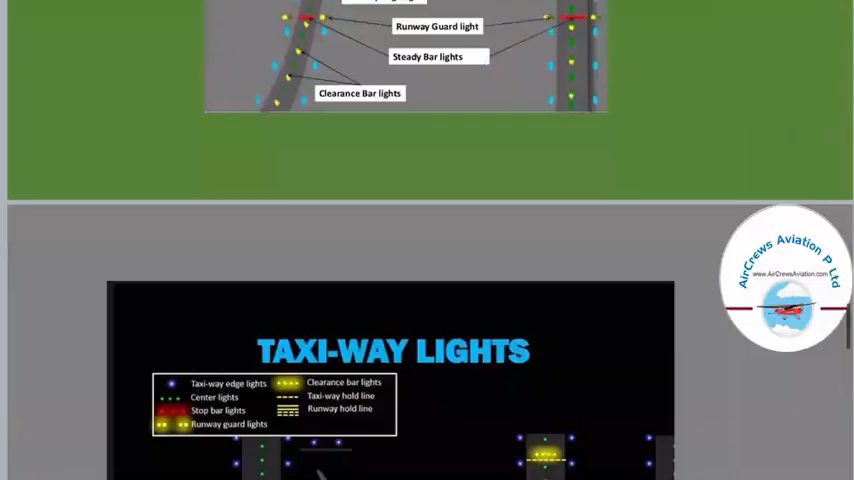 Runway Guard light
Steady Bar lights
Clearance Bar lights
AirCrews Aviation P Ltd
www.AirCrewsAviation.com
TAXI-WAY LIGHTS
Taxi-way edge lights
Clearance bar lights
Center lights
Taxi-way hold line
Stop bar lights
Runway hold line
Runway guard lights